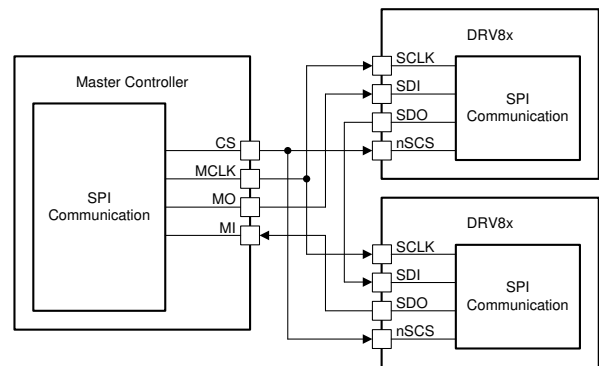 Master Controller
SPI
Communication
CS
MCLK
MO
MI
DRV8x
SCLK
SDI
SDO
nSCS
SPI
Communication
DRV8x
SCLK
SDI
SDO
nSCS
SPI
Communication